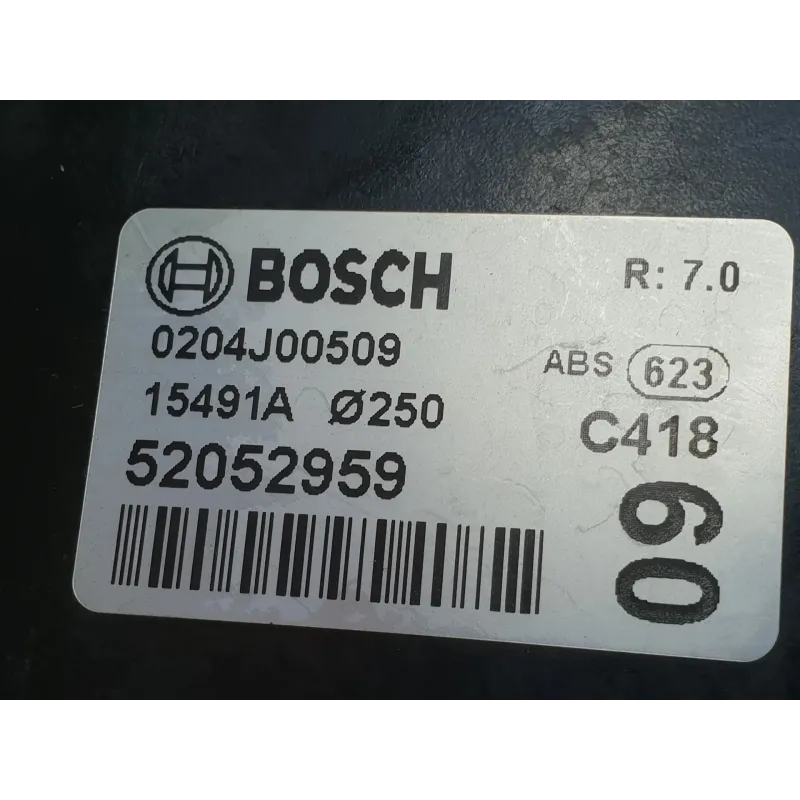 BOSCH
R: 7.0
0204J00509
ABS 623
15491A Ø250
C418
52052959
09